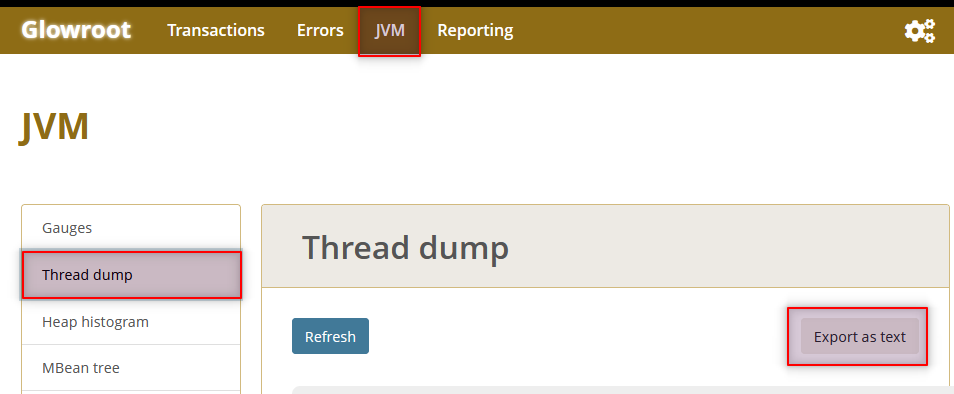 Glowroot Transactions Errors JVM Reporting
JVM
Gauges
Thread dump
Heap histogram
MBean tree
Thread dump
Refresh Export as text